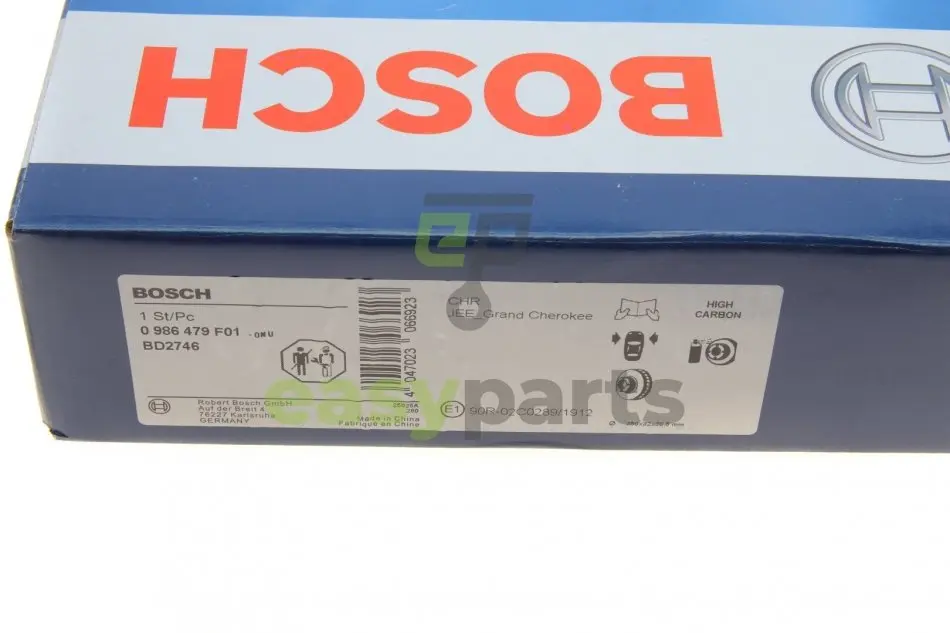 BOSCH
BOSCH
1 St/Pc
0 986 479 F01
BD2746
4 047023 066923
CHR
JEE_Grand Cherokee
HIGH
CARBON
Robert Bosch GmbH
Auf der Breit 4
76227 Karlsruhe
GERMANY
Made in China
Fabriqué en Chine
E1 90R-02C0289/1912
ep
easyparts